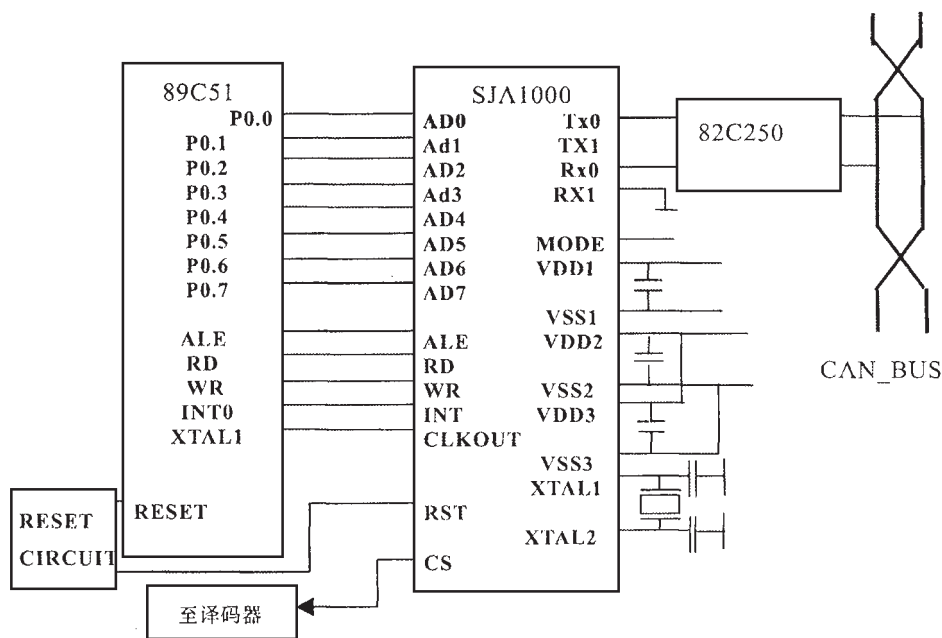 89C51
P0.0
P0.1
P0.2
P0.3
P0.4
P0.5
P0.6
P0.7
ALE
RD
WR
INT0
XTAL1
RESET
RESET
CIRCUIT
SJA1000
AD0
Ad1
AD2
Ad3
AD4
AD5
AD6
AD7
ALE
RD
WR
INT
CLKOUT
RST
CS
Tx0
TX1
Rx0
RX1
MODE
VDD1
VSS1
VDD2
VSS2
VDD3
VSS3
XTAL1
XTAL2
82C250
CAN_BUS
至译码器